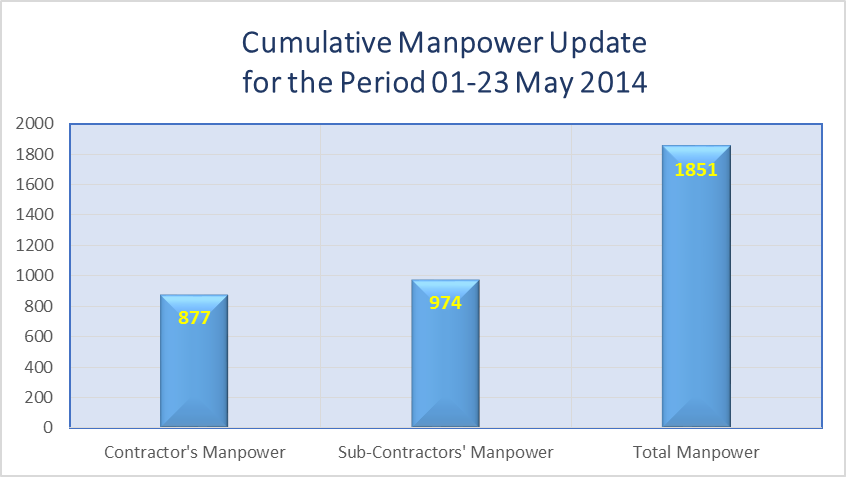 Cumulative Manpower Update
for the Period 01-23 May 2014
2000
1800
1600
1400
1200
1000
800
600
400
200
0
877
974
1851
Contractor's Manpower
Sub-Contractors' Manpower
Total Manpower